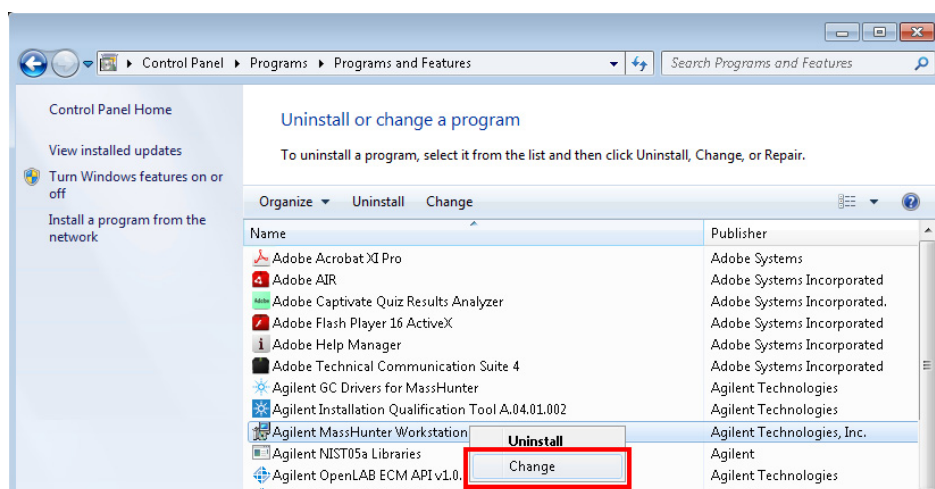 Control Panel ▸ Programs ▸ Programs and Features
Search Programs and Features
Control Panel Home
View installed updates
Turn Windows features on or
off
Install a program from the
network
Uninstall or change a program
To uninstall a program, select it from the list and then click Uninstall, Change, or Repair.
Organize Uninstall Change
Name Publisher
Adobe Acrobat XI Pro Adobe Systems
Adobe AIR Adobe Systems Incorporated
Adobe Captivate Quiz Results Analyzer Adobe Systems Incorporated.
Adobe Flash Player 16 ActiveX Adobe Systems Incorporated
Adobe Help Manager Adobe Systems Incorporated
Adobe Technical Communication Suite 4 Adobe Systems Incorporated
Agilent GC Drivers for MassHunter Agilent Technologies
Agilent Installation Qualification Tool A.04.01.002 Agilent Technologies
Agilent MassHunter Workstation Agilent Technologies, Inc.
Uninstall
Agilent NIST05a Libraries Agilent
Change
Agilent OpenLAB ECM API v1.0. Agilent Technologies